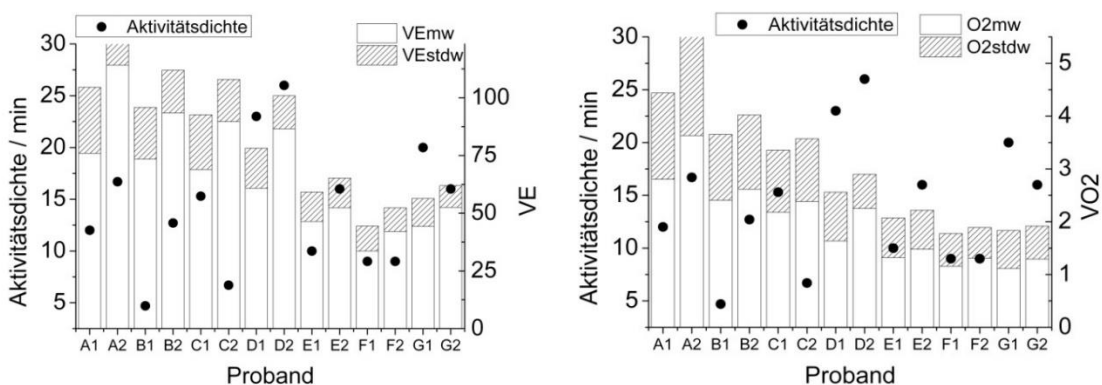 Aktivitätsdichte
VEmw
VEstdw
30
25
20
15
10
5
Aktivitätsdichte / min
100
75
50
25
0
VE
A1 A2 B1 B2 C1 C2 D1 D2 E1 E2 F1 F2 G1 G2
Proband
Aktivitätsdichte
O2mw
O2stdw
30
25
20
15
10
5
Aktivitätsdichte / min
5
4
3
2
1
0
VO2
A1 A2 B1 B2 C1 C2 D1 D2 E1 E2 F1 F2 G1 G2
Proband